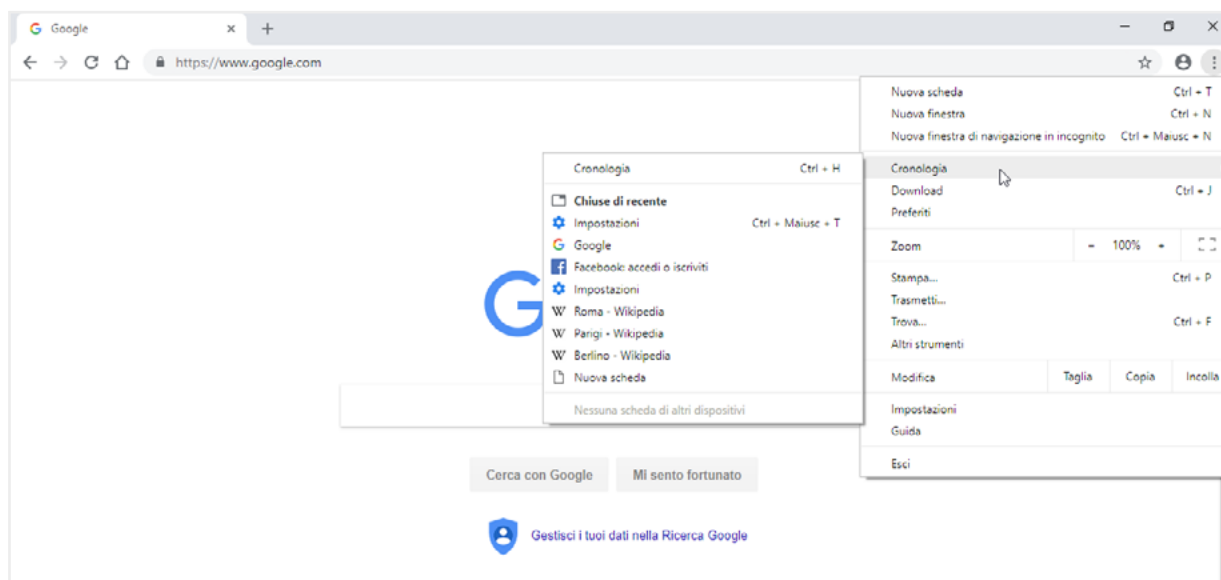 Google
https://www.google.com
Nuova scheda Ctrl + T
Nuova finestra Ctrl + N
Nuova finestra di navigazione in incognito Ctrl + Maiusc + N
Cronologia
Download Ctrl + J
Preferiti
Zoom - 100% +
Stampa... Ctrl + P
Trasmetti...
Trova... Ctrl + F
Altri strumenti
Modifica Taglia Copia Incolla
Impostazioni
Guida
Esci
Cronologia Ctrl + H
Chiuse di recente
Impostazioni Ctrl + Maiusc + T
Google
Facebook: accedi o iscriviti
Impostazioni
Roma - Wikipedia
Parigi - Wikipedia
Berlino - Wikipedia
Nuova scheda
Nessuna scheda di altri dispositivi
G
Cerca con Google Mi sento fortunato
Gestisci i tuoi dati nella Ricerca Google